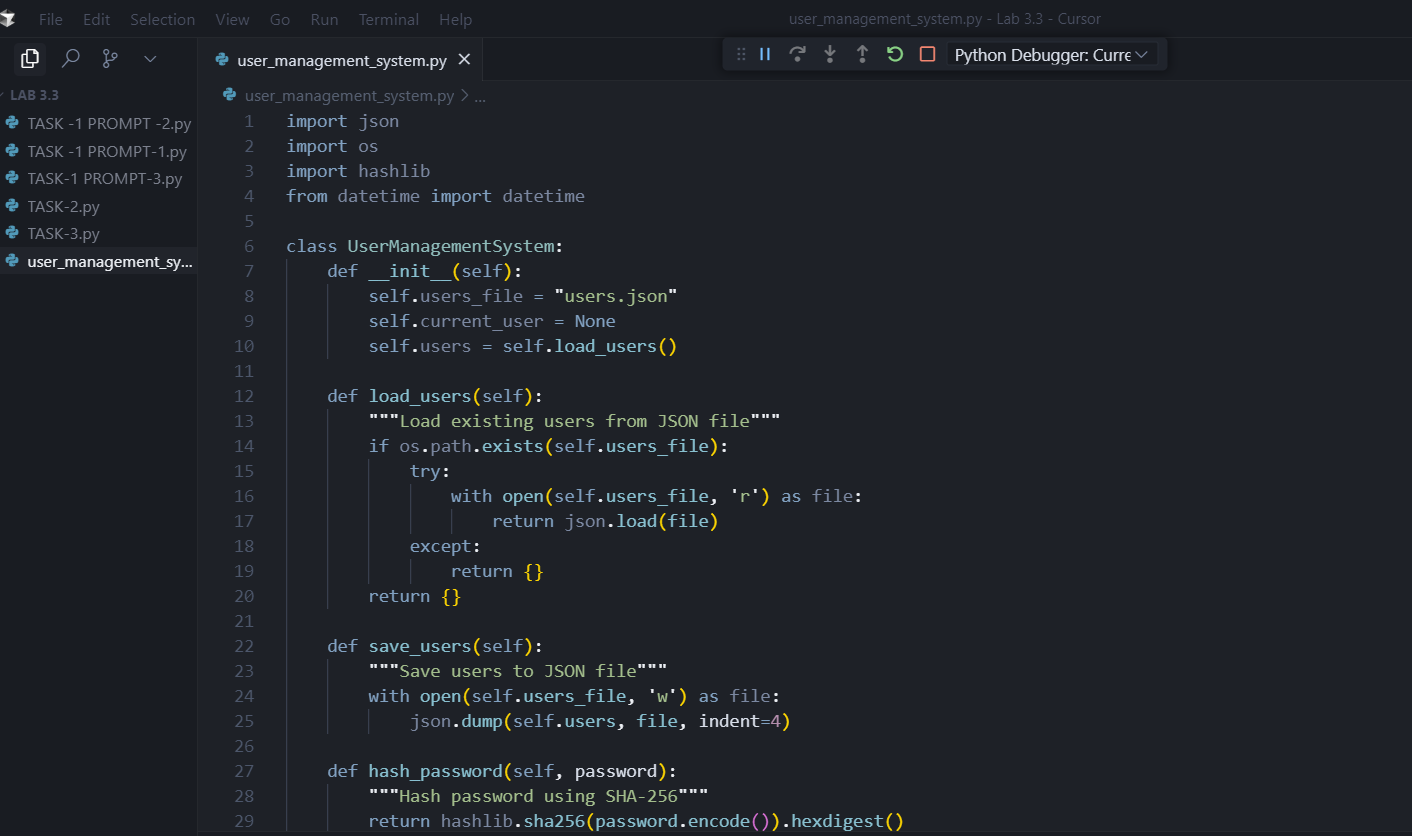 File Edit Selection View Go Run Terminal Help
user_management_system.py - Lab 3.3 - Cursor
user_management_system.py
Python Debugger: Curre
LAB 3.3
TASK -1 PROMPT -2.py
TASK -1 PROMPT-1.py
TASK-1 PROMPT-3.py
TASK-2.py
TASK-3.py
user_management_sy...
user_management_system.py > ...
1 import json
2 import os
3 import hashlib
4 from datetime import datetime
5
6 class UserManagementSystem:
7     def __init__(self):
8         self.users_file = "users.json"
9         self.current_user = None
10         self.users = self.load_users()
11
12     def load_users(self):
13         """Load existing users from JSON file"""
14         if os.path.exists(self.users_file):
15             try:
16                 with open(self.users_file, 'r') as file:
17                     return json.load(file)
18             except:
19                 return {}
20         return {}
21
22     def save_users(self):
23         """Save users to JSON file"""
24         with open(self.users_file, 'w') as file:
25             json.dump(self.users, file, indent=4)
26
27     def hash_password(self, password):
28         """Hash password using SHA-256"""
29         return hashlib.sha256(password.encode()).hexdigest()